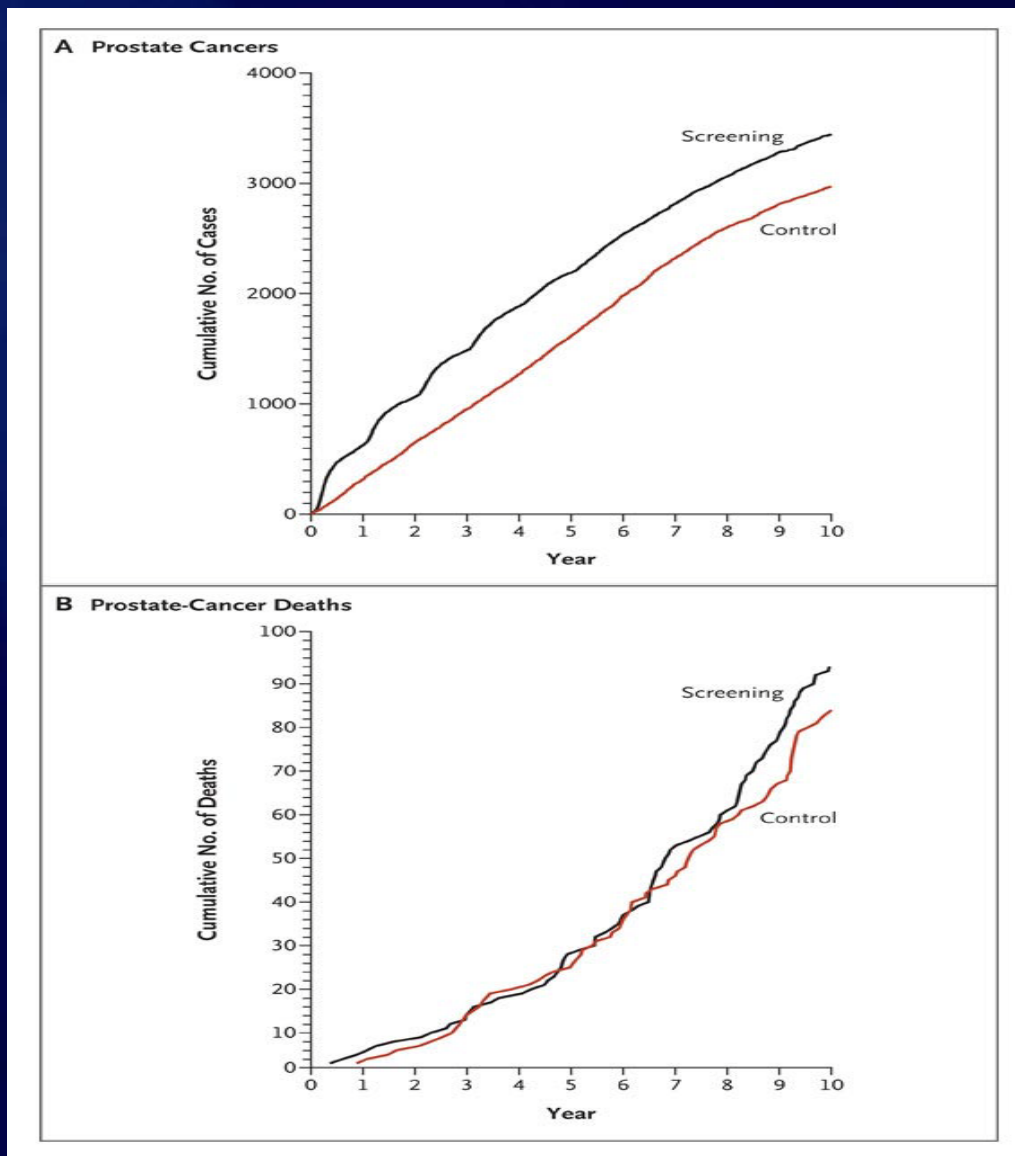 A Prostate Cancers
4000
3000
2000
1000
0
Cumulative No. of Cases
Screening
Control
0 1 2 3 4 5 6 7 8 9 10
Year
B Prostate-Cancer Deaths
100
90
80
70
60
50
40
30
20
10
0
Cumulative No. of Deaths
Screening
Control
0 1 2 3 4 5 6 7 8 9 10
Year